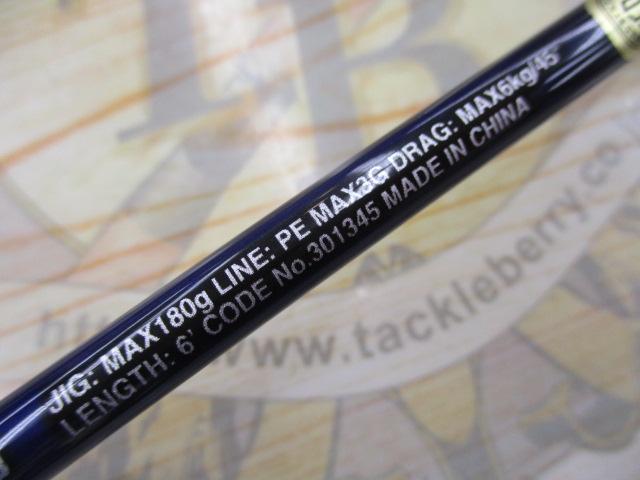 JIG: MAX180g LINE: PE MAX3G DRAG: MAX6kg/45°
LENGTH: 6' CODE No.301345 MADE IN CHINA
http
www.tackleberry.co